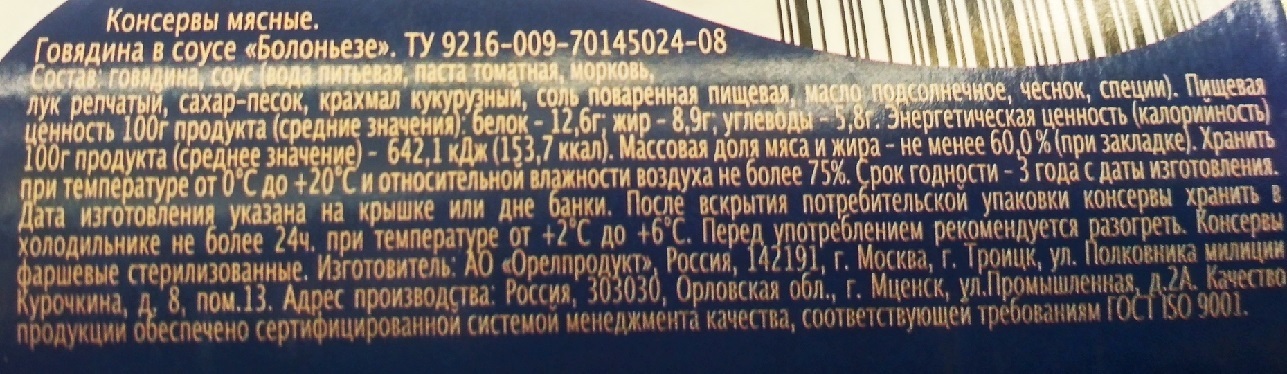 Консервы мясные.
Говядина в соусе «Болоньезе». ТУ 9216-009-70145024-08
Состав: говядина, соус (вода питьевая, паста томатная, морковь,
лук репчатый, сахар-песок, крахмал кукурузный, соль поваренная пищевая, масло подсолнечное, чеснок, специи). Пищевая
ценность 100г продукта (средние значения): белок - 12,6г; жир - 8,9г; углеводы - 5,8г. Энергетическая ценность (калорийность)
100г продукта (среднее значение) - 642,1 кДж (153,7 ккал). Массовая доля мяса и жира - не менее 60,0 % (при закладке). Хранить
при температуре от 0°С до +20°С и относительной влажности воздуха не более 75%. Срок годности - 3 года с даты изготовления.
Дата изготовления указана на крышке или дне банки. После вскрытия потребительской упаковки консервы хранить в
холодильнике не более 24ч. при температуре от +2°С до +6°С. Перед употреблением рекомендуется разогреть. Консервы
фаршевые стерилизованные. Изготовитель: АО «Орелпродукт», Россия, 142191, г. Москва, г. Троицк, ул. Полковника милиции
Курочкина, д. 8, пом.13. Адрес производства: Россия, 303030, Орловская обл., г. Мценск, ул.Промышленная, д.2А. Качество
продукции обеспечено сертифицированной системой менеджмента качества, соответствующей требованиям ГОСТ ISO 9001.